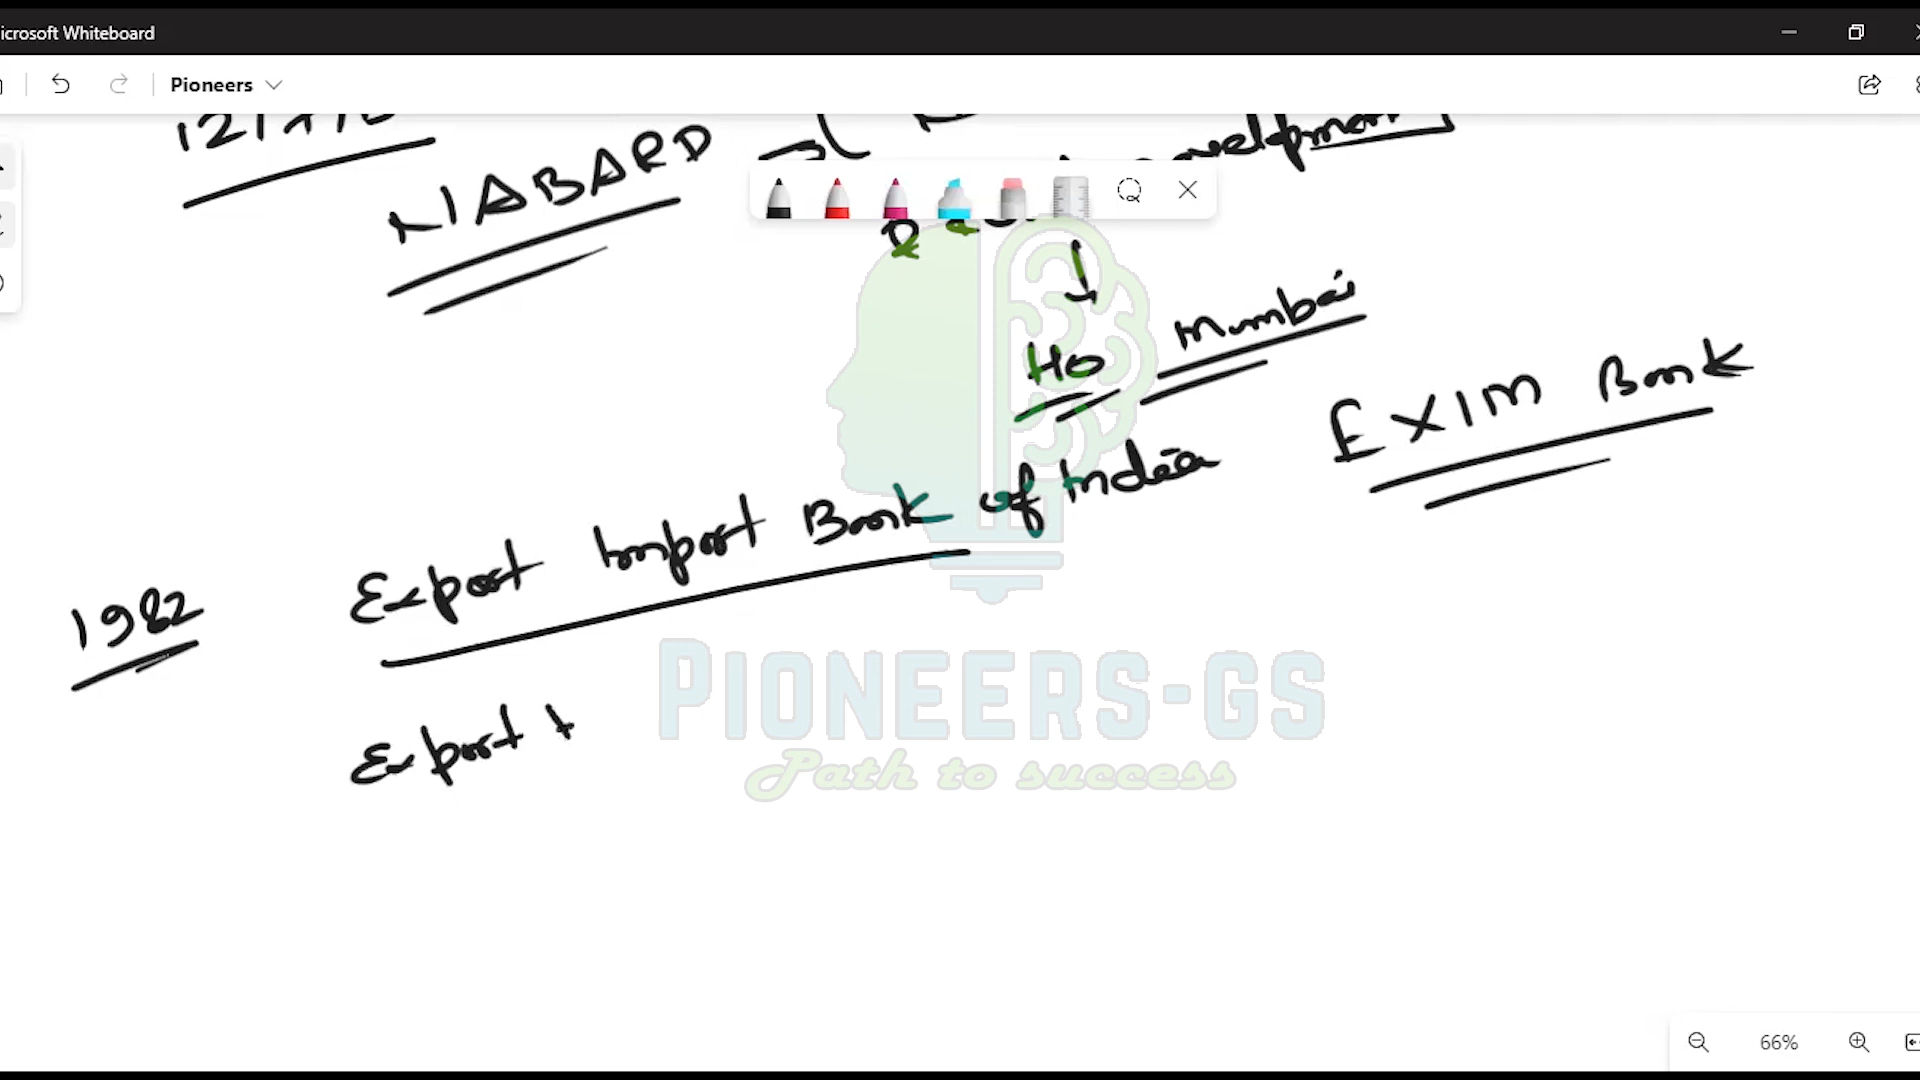 icrosoft Whiteboard
Pioneers
NABARD
HO Mumbai
EXIM Bank
1982 Export Import Bank of India
Export +
PIONEERS-GS
Path to success
66%